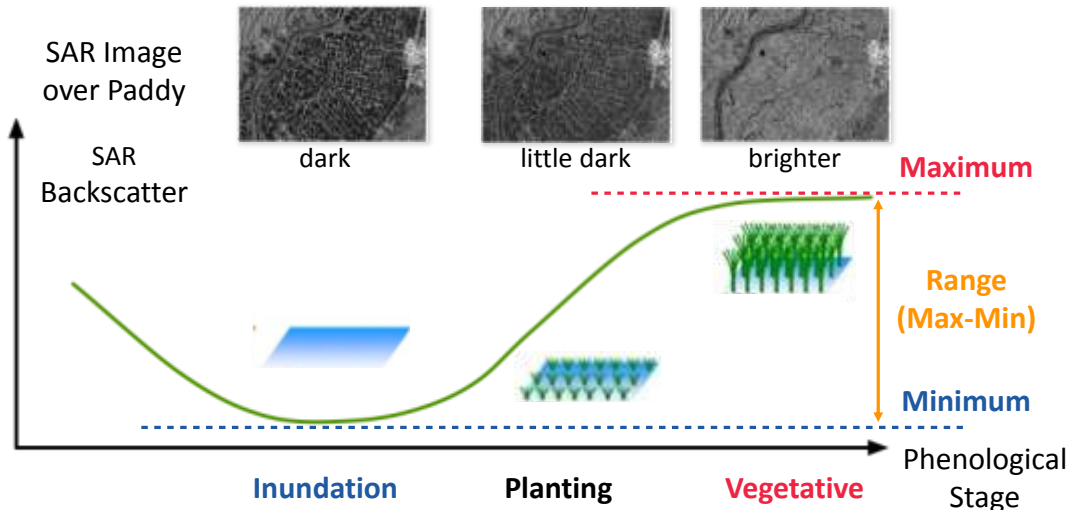 SAR Image
over Paddy
dark
little dark
brighter
SAR
Backscatter
Maximum
Range
(Max-Min)
Minimum
Inundation
Planting
Vegetative
Phenological
Stage